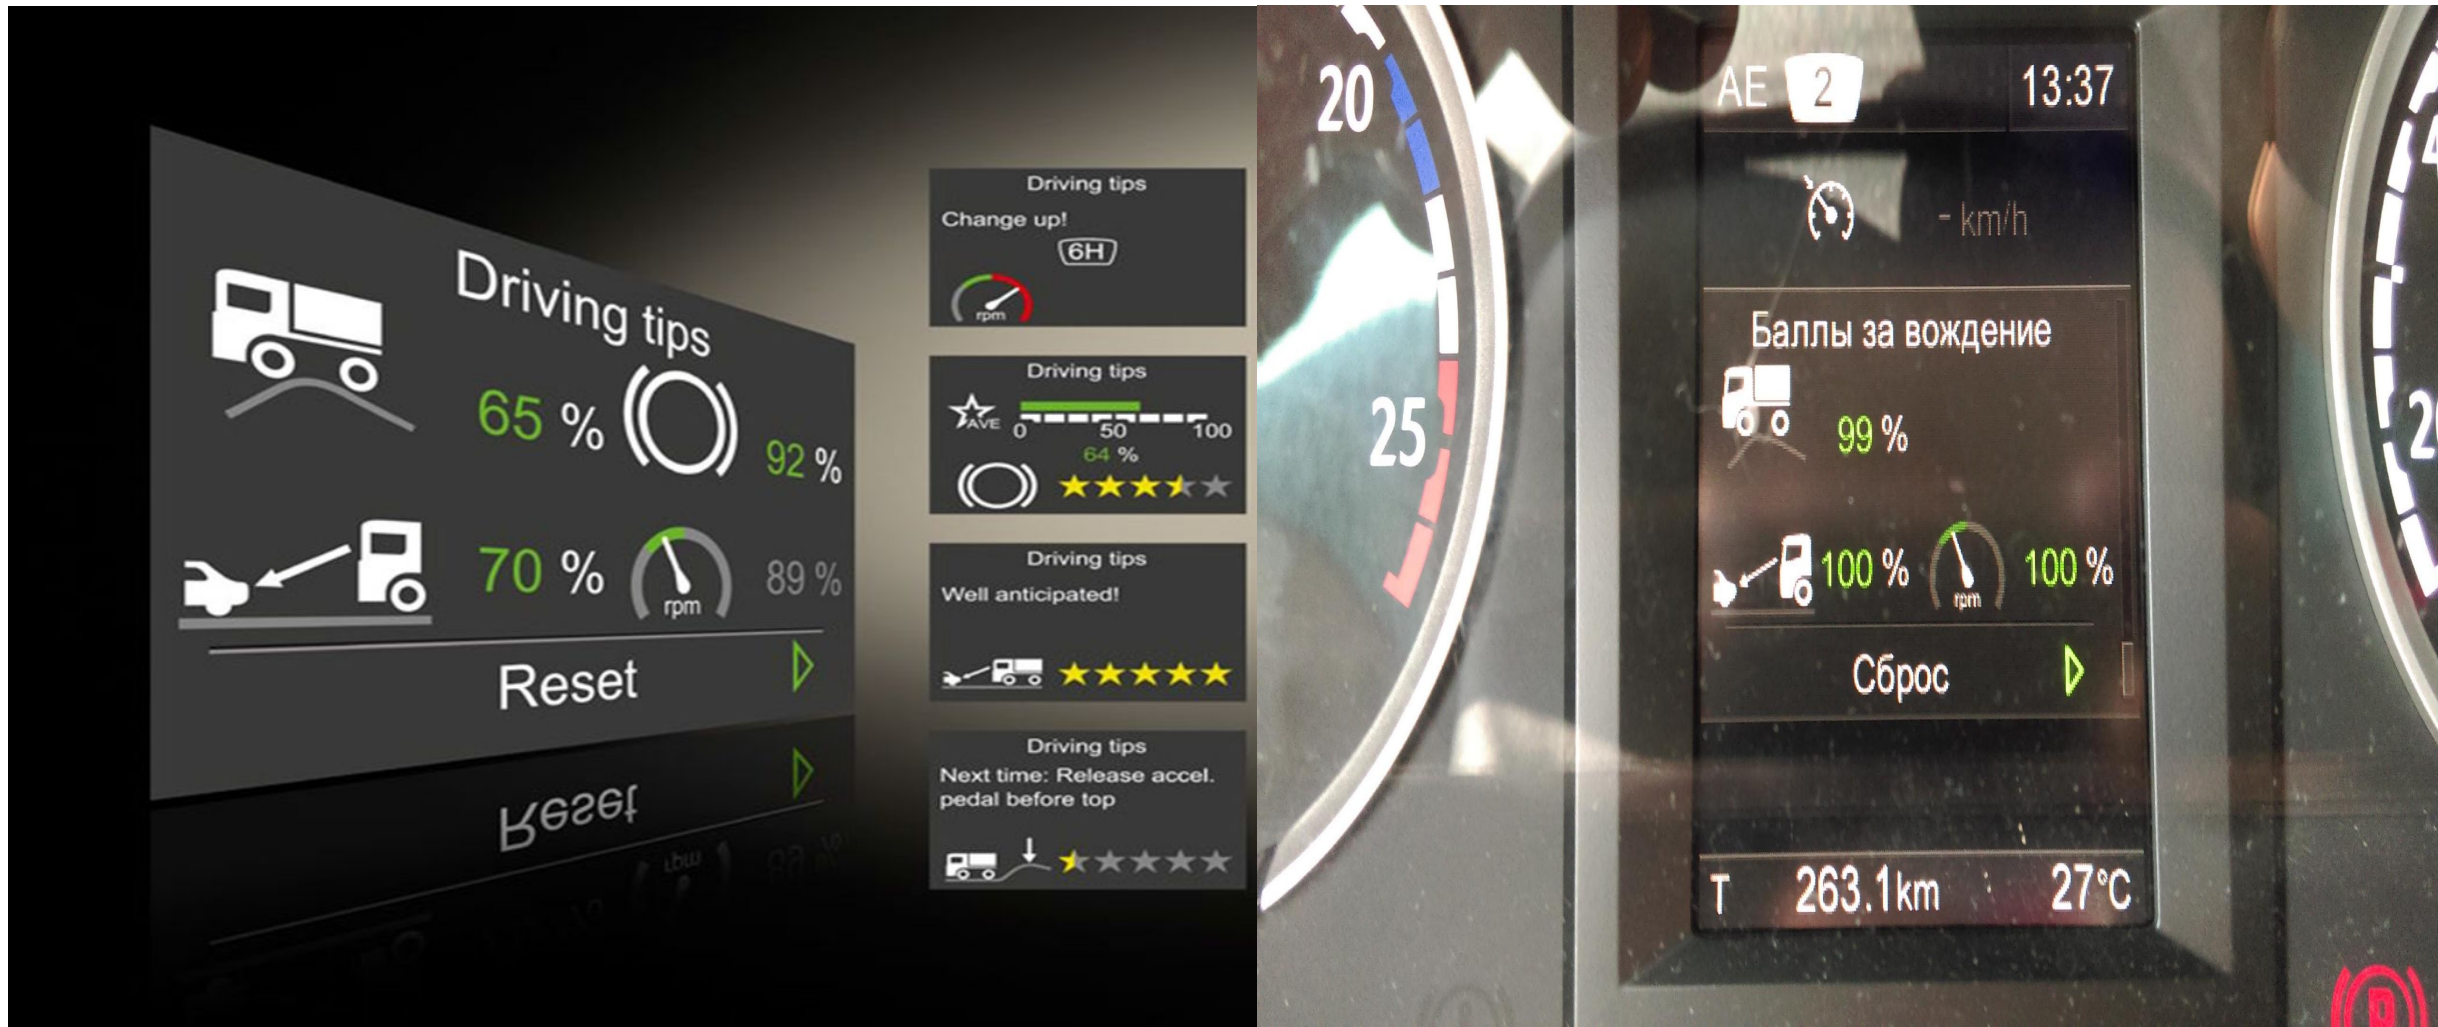 Driving tips
65 %
92 %
70 %
rpm
89 %
Reset
Driving tips
Change up!
6H
rpm
Driving tips
AVE
0 50 100
64 %
Driving tips
Well anticipated!
Driving tips
Next time: Release accel.
pedal before top
20
25
AE 2 13:37
- km/h
Баллы за вождение
99 %
100 % rpm 100 %
Сброс
T 263.1km 27°C